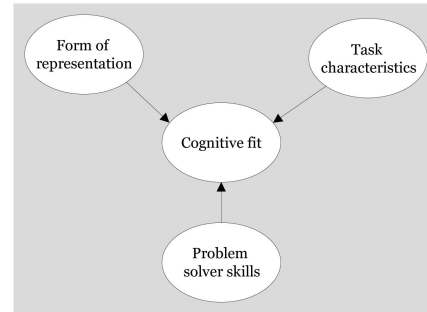 Form of
representation
Task
characteristics
Cognitive fit
Problem
solver skills